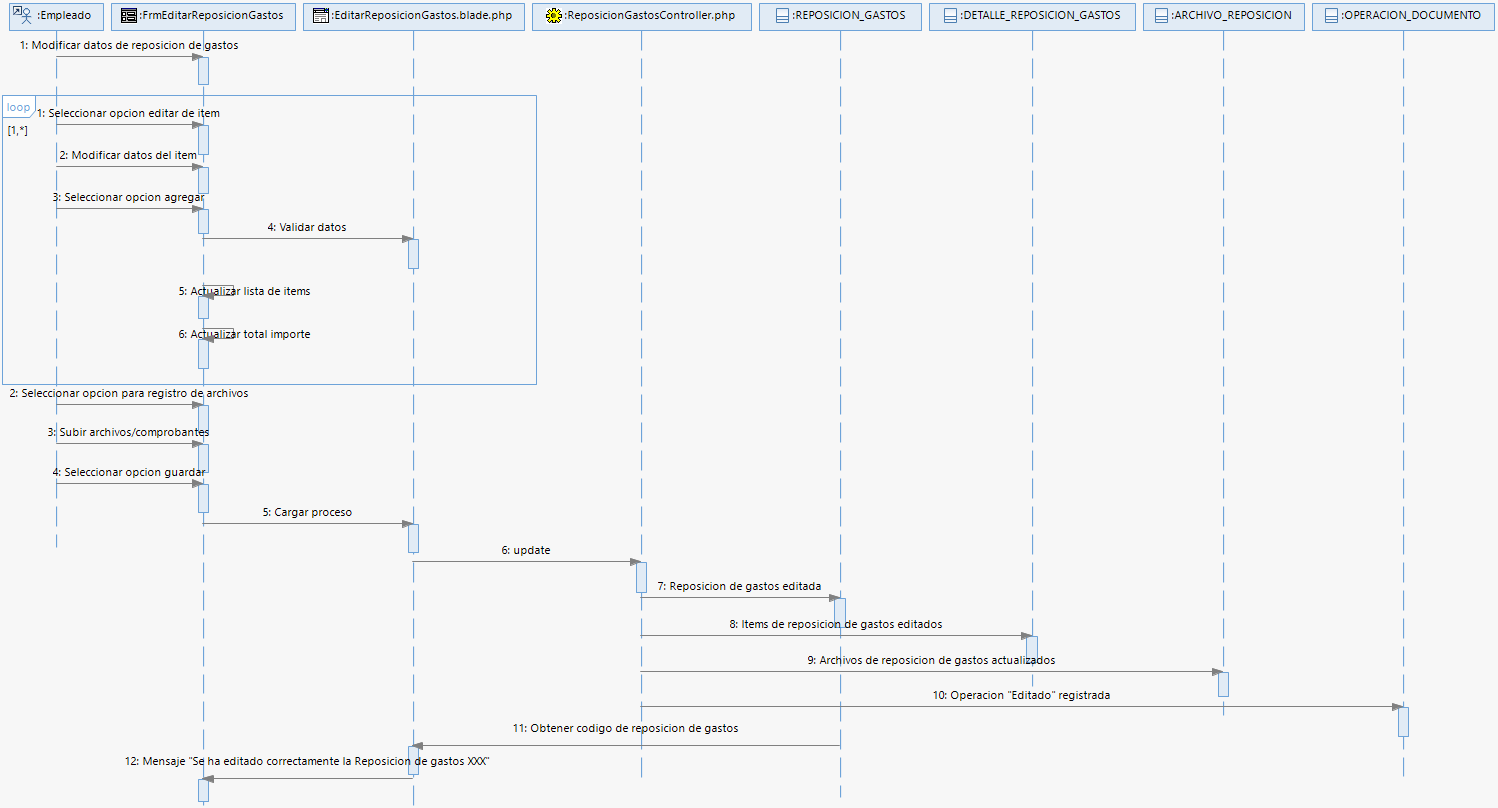 :Empleado
:FrmEditarReposicionGastos
:EditarReposicionGastos.blade.php
:ReposicionGastosController.php
:REPOSICION_GASTOS
:DETALLE_REPOSICION_GASTOS
:ARCHIVO_REPOSICION
:OPERACION_DOCUMENTO
1: Modificar datos de reposicion de gastos
loop
1: Seleccionar opcion editar de item
[1,*]
2: Modificar datos del item
3: Seleccionar opcion agregar
4: Validar datos
5: Actualizar lista de items
6: Actualizar total importe
2: Seleccionar opcion para registro de archivos
3: Subir archivos/comprobantes
4: Seleccionar opcion guardar
5: Cargar proceso
6: update
7: Reposicion de gastos editada
8: Items de reposicion de gastos editados
9: Archivos de reposicion de gastos actualizados
10: Operacion "Editado" registrada
11: Obtener codigo de reposicion de gastos
12: Mensaje "Se ha editado correctamente la Reposicion de gastos XXX"